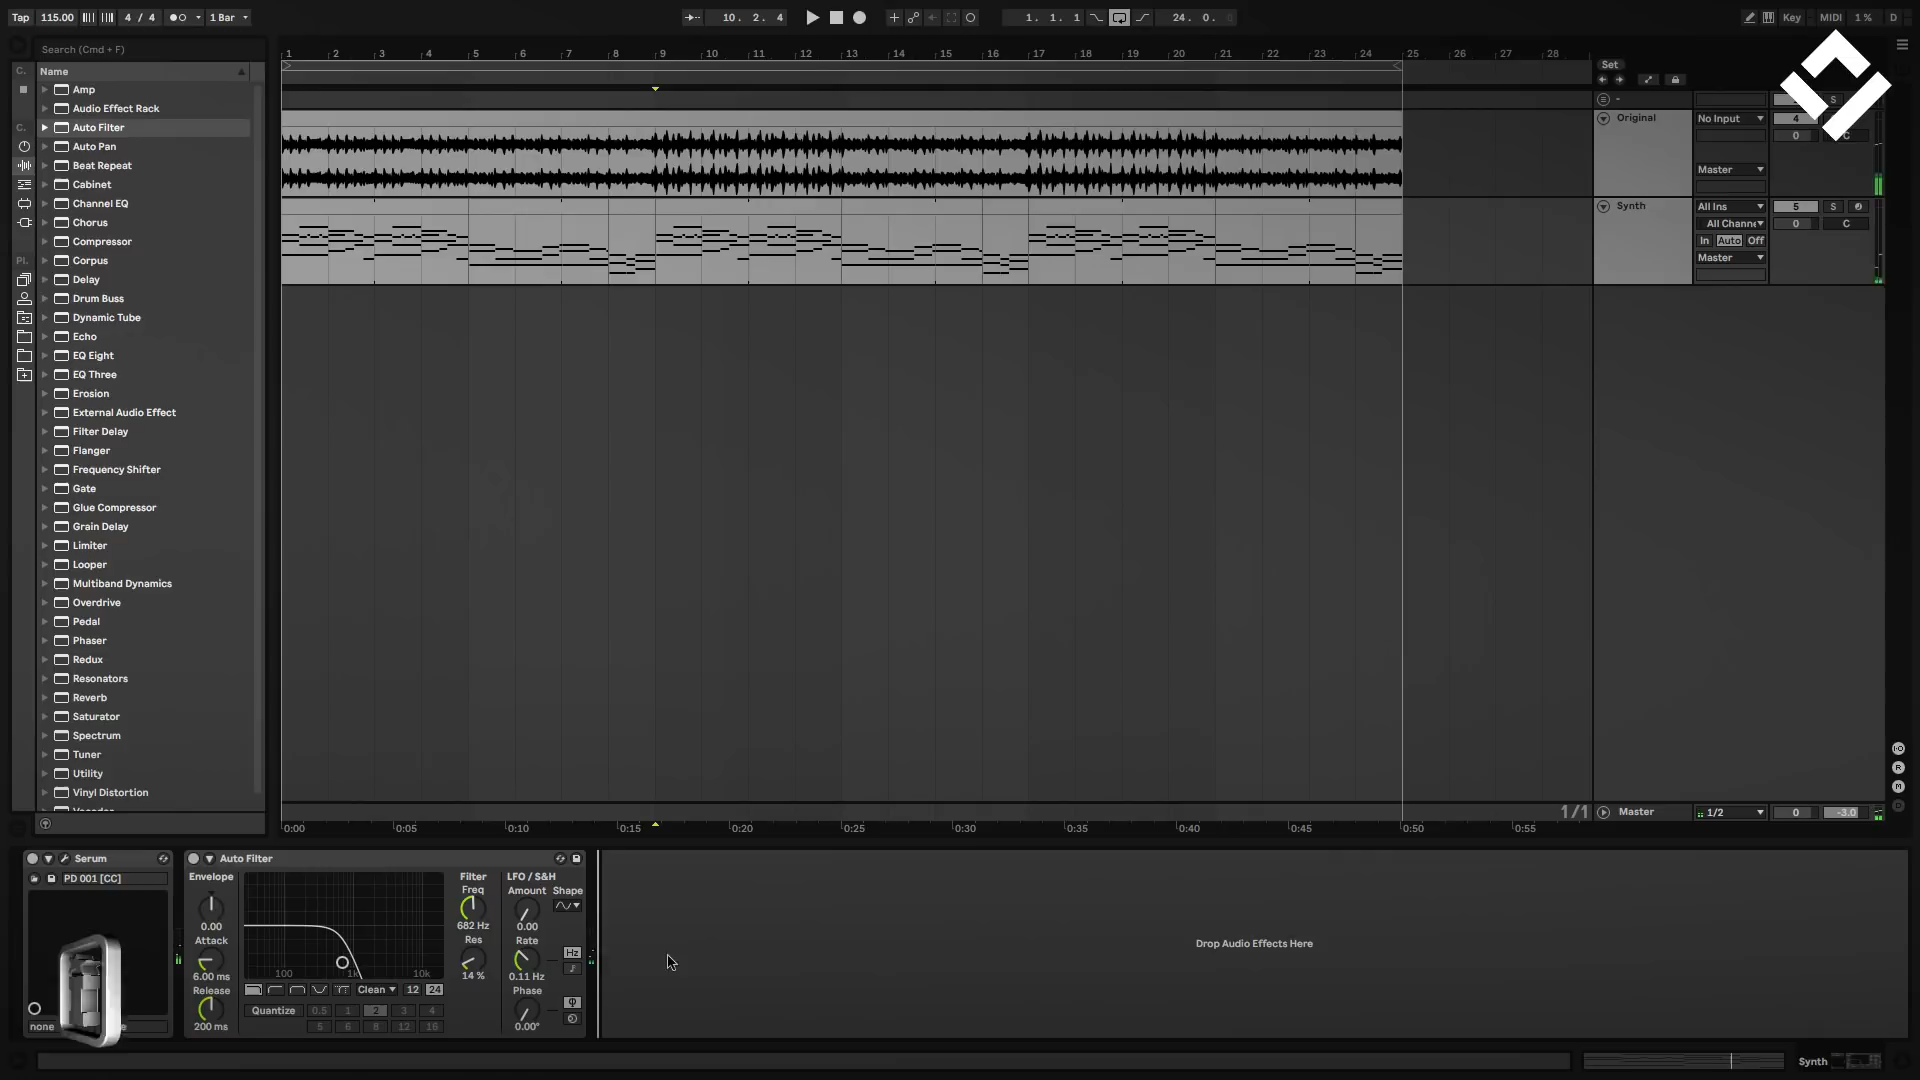 Tap 115.00 4 / 4 1 Bar 10. 2. 4 1. 1. 1 24. 0. 0 Key MIDI 1 % D
Search (Cmd + F)
C. Name
Amp
Audio Effect Rack
C. Auto Filter
Auto Pan
Beat Repeat
Cabinet
Channel EQ
Chorus
Compressor
Pl. Corpus
Delay
Drum Buss
Dynamic Tube
Echo
EQ Eight
EQ Three
Erosion
External Audio Effect
Filter Delay
Flanger
Frequency Shifter
Gate
Glue Compressor
Grain Delay
Limiter
Looper
Multiband Dynamics
Overdrive
Pedal
Phaser
Redux
Resonators
Reverb
Saturator
Spectrum
Tuner
Utility
Vinyl Distortion
1 2 3 4 5 6 7 8 9 10 11 12 13 14 15 16 17 18 19 20 21 22 23 24 25 26 27 28
Set
- S
Original No Input 4
0 C
Master
Synth All Ins 5 S
All Channe 0 C
In Auto Off
Master
1/1 Master 1/2 0 -3.0
0:00 0:05 0:10 0:15 0:20 0:25 0:30 0:35 0:40 0:45 0:50 0:55
I·O
R
M
D
Serum
PD 001 [CC]
none
Auto Filter
Envelope
0.00
Attack
6.00 ms
Release
200 ms
100 1k 10k
Clean 12 24
Quantize 0.5 1 2 3 4
5 6 8 12 16
Filter
Freq
682 Hz
Res
14 %
LFO / S&H
Amount Shape
0.00
Rate Hz
0.11 Hz
Phase
0.00°
Drop Audio Effects Here
Synth